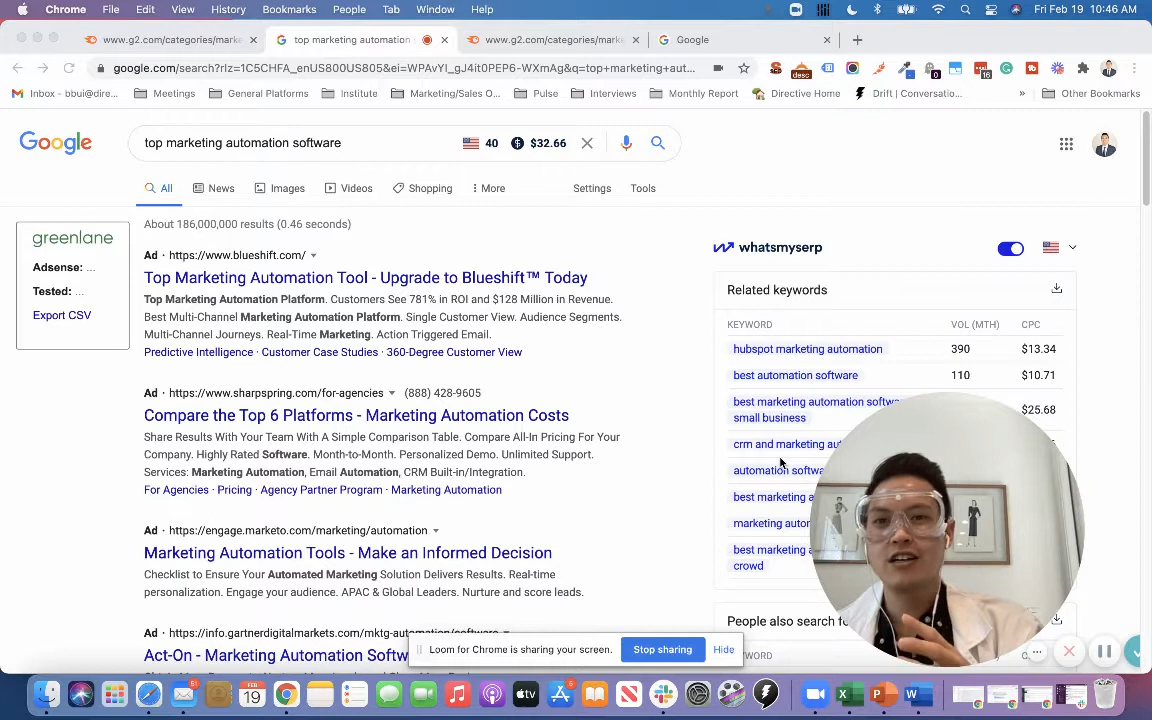 Chrome File Edit View History Bookmarks People Tab Window Help
Fri Feb 19 10:46 AM
www.g2.com/categories/marke
top marketing automation
www.g2.com/categories/marke
Google
google.com/search?rlz=1C5CHFA_enUS800US805&ei=WPAvYI_gJ4it0PEP6-WXmAg&q=top+marketing+aut...
desc
0
16
Inbox - bbui@dire...
Meetings
General Platforms
Institute
Marketing/Sales O...
Pulse
Interviews
Monthly Report
Directive Home
Drift | Conversatio...
»
Other Bookmarks
Google
top marketing automation software
40
$32.66
All
News
Images
Videos
Shopping
More
Settings
Tools
About 186,000,000 results (0.46 seconds)
greenlane
Adsense: ...
Tested: ...
Export CSV
Ad · https://www.blueshift.com/
Top Marketing Automation Tool - Upgrade to Blueshift™ Today
Top Marketing Automation Platform. Customers See 781% in ROI and $128 Million in Revenue.
Best Multi-Channel Marketing Automation Platform. Single Customer View. Audience Segments.
Multi-Channel Journeys. Real-Time Marketing. Action Triggered Email.
Predictive Intelligence · Customer Case Studies · 360-Degree Customer View
Ad · https://www.sharpspring.com/for-agencies (888) 428-9605
Compare the Top 6 Platforms - Marketing Automation Costs
Share Results With Your Team With A Simple Comparison Table. Compare All-In Pricing For Your
Company. Highly Rated Software. Month-to-Month. Personalized Demo. Unlimited Support.
Services: Marketing Automation, Email Automation, CRM Built-in/Integration.
For Agencies · Pricing · Agency Partner Program · Marketing Automation
Ad · https://engage.marketo.com/marketing/automation
Marketing Automation Tools - Make an Informed Decision
Checklist to Ensure Your Automated Marketing Solution Delivers Results. Real-time
personalization. Engage your audience. APAC & Global Leaders. Nurture and score leads.
Ad · https://info.gartnerdigitalmarkets.com/mktg-automation/software
Act-On - Marketing Automation Softw
whatsmyserp
Related keywords
KEYWORD VOL (MTH) CPC
hubspot marketing automation 390 $13.34
best automation software 110 $10.71
best marketing automation softwa
small business
$25.68
crm and marketing au
automation softwa
best marketing a
marketing autor
best marketing a
crowd
People also search fo
KEYWORD
Loom for Chrome is sharing your screen.
Stop sharing
Hide
FEB
19